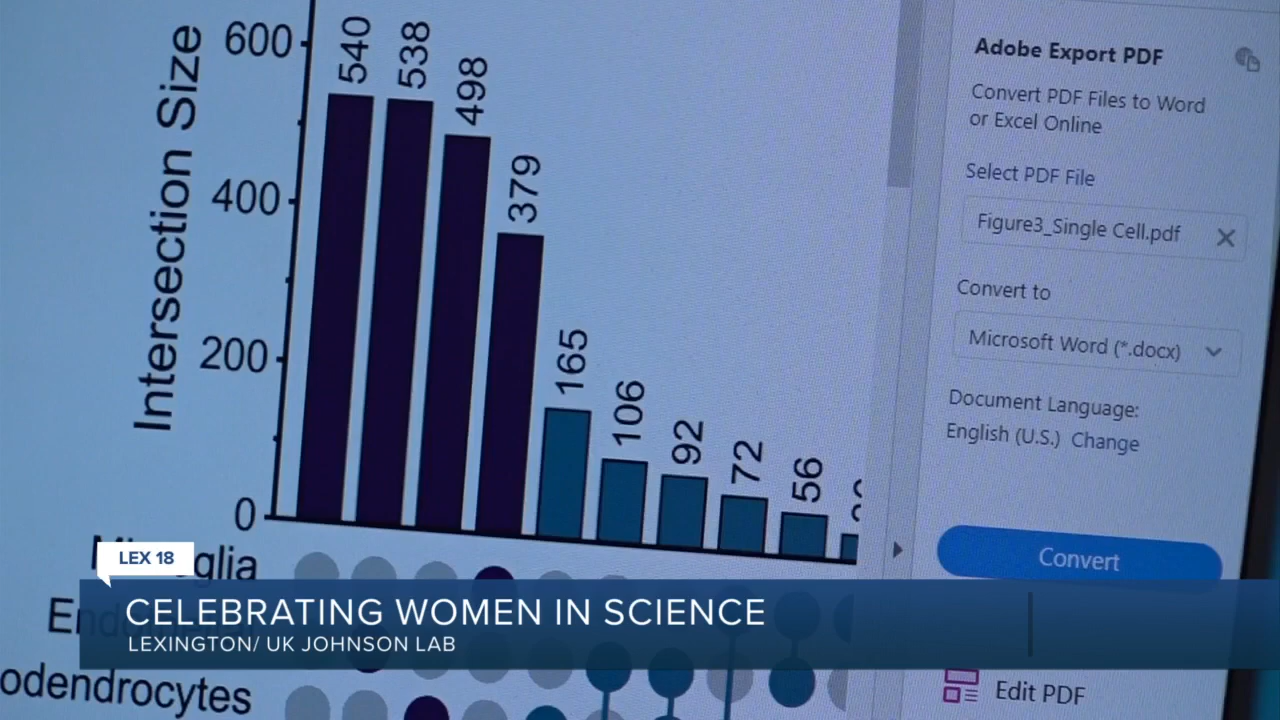 Intersection Size
600
400
200
0
540
538
498
379
165
106
92
72
56
odendrocytes
Adobe Export PDF
Convert PDF Files to Word
or Excel Online
Select PDF File
Figure3_Single Cell.pdf
Convert to
Microsoft Word (*.docx)
Document Language:
English (U.S.) Change
Convert
Edit PDF
LEX 18
CELEBRATING WOMEN IN SCIENCE
LEXINGTON/ UK JOHNSON LAB